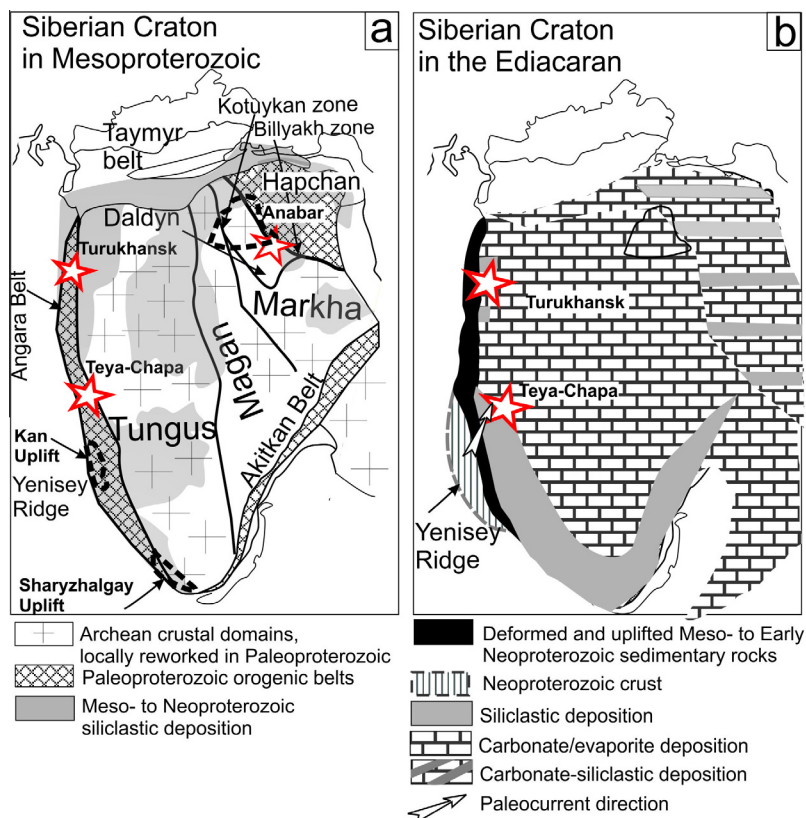 Siberian Craton
in Mesoproterozoic
a
Kotuykan zone
Billyakh zone
Taymyr
belt
Hapchan
Daldyn
Anabar
Turukhansk
Angara Belt
Markha
Teya-Chapa
Magan
Tungus
Akitkan Belt
Kan
Uplift
Yenisey
Ridge
Sharyzhalgay
Uplift
Archean crustal domains,
locally reworked in Paleoproterozoic
Paleoproterozoic orogenic belts
Meso- to Neoproterozoic
siliclastic deposition
Siberian Craton
in the Ediacaran
b
Turukhansk
Teya-Chapa
Yenisey
Ridge
Deformed and uplifted Meso- to Early
Neoproterozoic sedimentary rocks
Neoproterozoic crust
Siliclastic deposition
Carbonate/evaporite deposition
Carbonate-siliclastic deposition
Paleocurrent direction